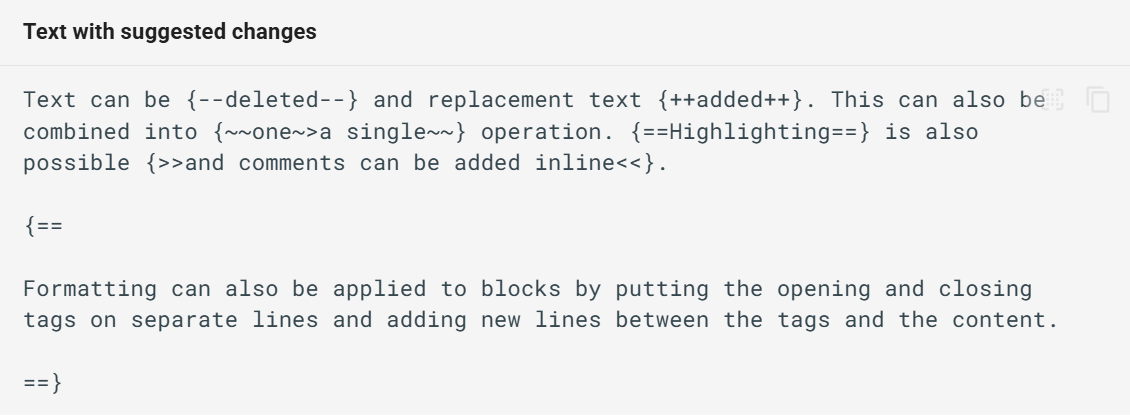 Text with suggested changes
Text can be {--deleted--} and replacement text {++added++}. This can also be
combined into {~~one~>a single~~} operation. {==Highlighting==} is also
possible {>>and comments can be added inline<<}.
{==
Formatting can also be applied to blocks by putting the opening and closing
tags on separate lines and adding new lines between the tags and the content.
==}